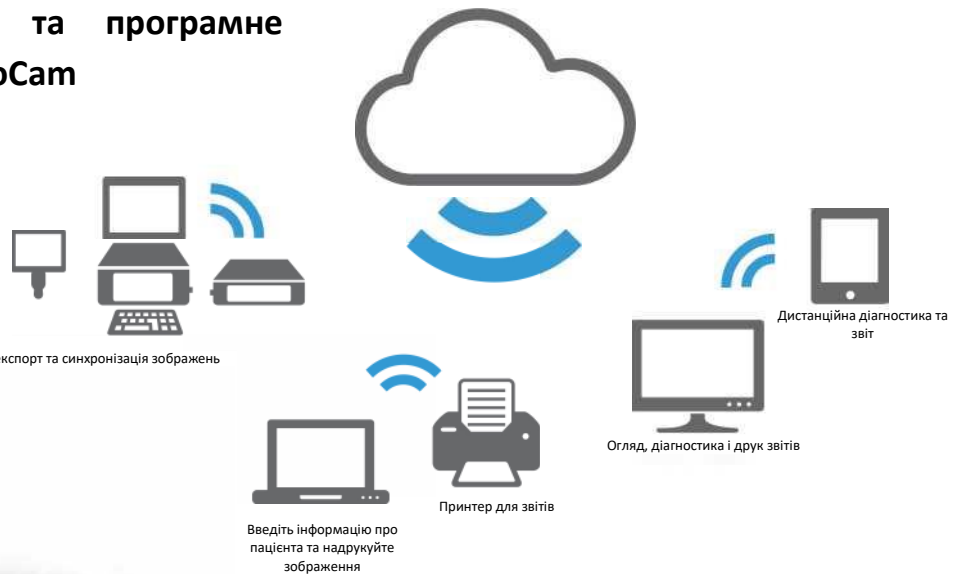 та програмне
oCam
Дистанційна діагностика та
звіт
експорт та синхронізація зображень
Огляд, діагностика і друк звітів
Принтер для звітів
Введіть інформацію про
пацієнта та надрукуйте
зображення